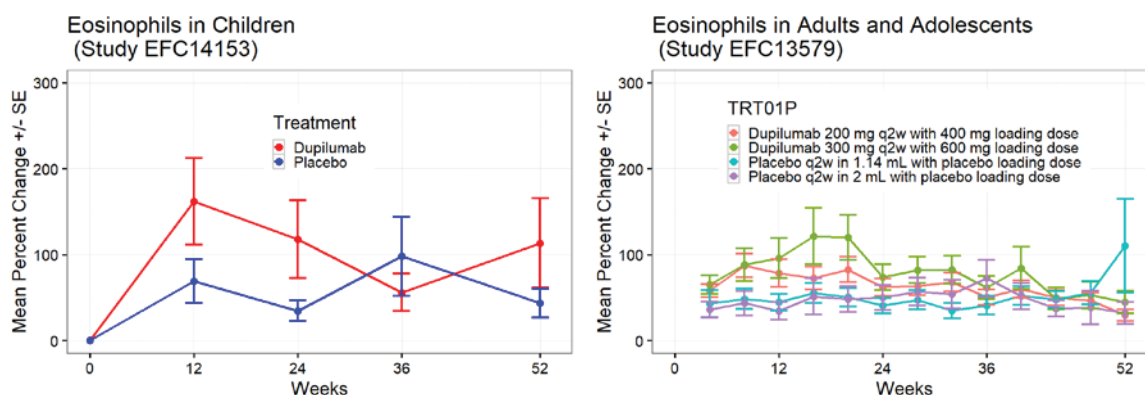 Eosinophils in Children
(Study EFC14153)
Mean Percent Change +/- SE
300
200
100
0
Treatment
Dupilumab
Placebo
0 12 24 36 52
Weeks
Eosinophils in Adults and Adolescents
(Study EFC13579)
Mean Percent Change +/- SE
300
200
100
0
TRT01P
Dupilumab 200 mg q2w with 400 mg loading dose
Dupilumab 300 mg q2w with 600 mg loading dose
Placebo q2w in 1.14 mL with placebo loading dose
Placebo q2w in 2 mL with placebo loading dose
0 12 24 36 52
Weeks